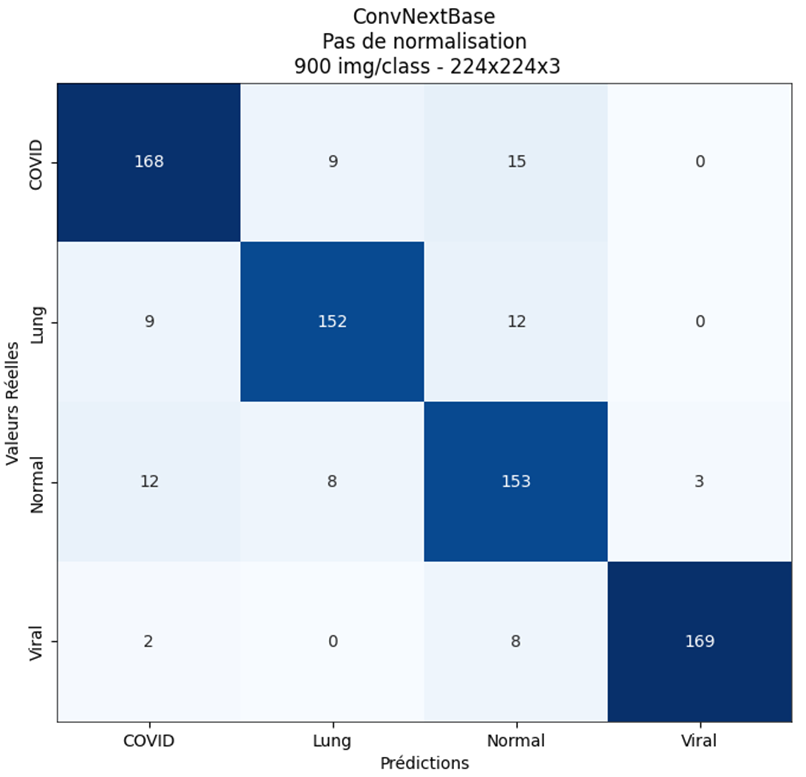 ConvNextBase
Pas de normalisation
900 img/class - 224x224x3
Valeurs Réelles
COVID 168 9 15 0
Lung 9 152 12 0
Normal 12 8 153 3
Viral 2 0 8 169
COVID Lung Normal Viral
Prédictions